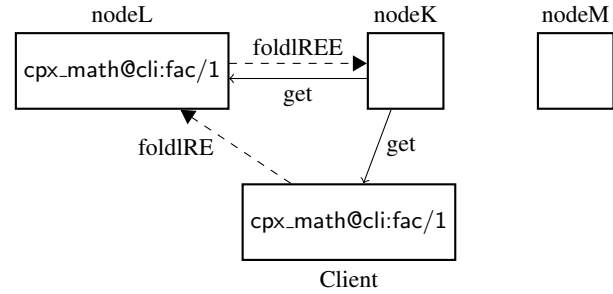 nodeL
nodeK
nodeM
cpx_math@cli:fac/1
foldlREE
get
foldlRE
get
cpx_math@cli:fac/1
Client